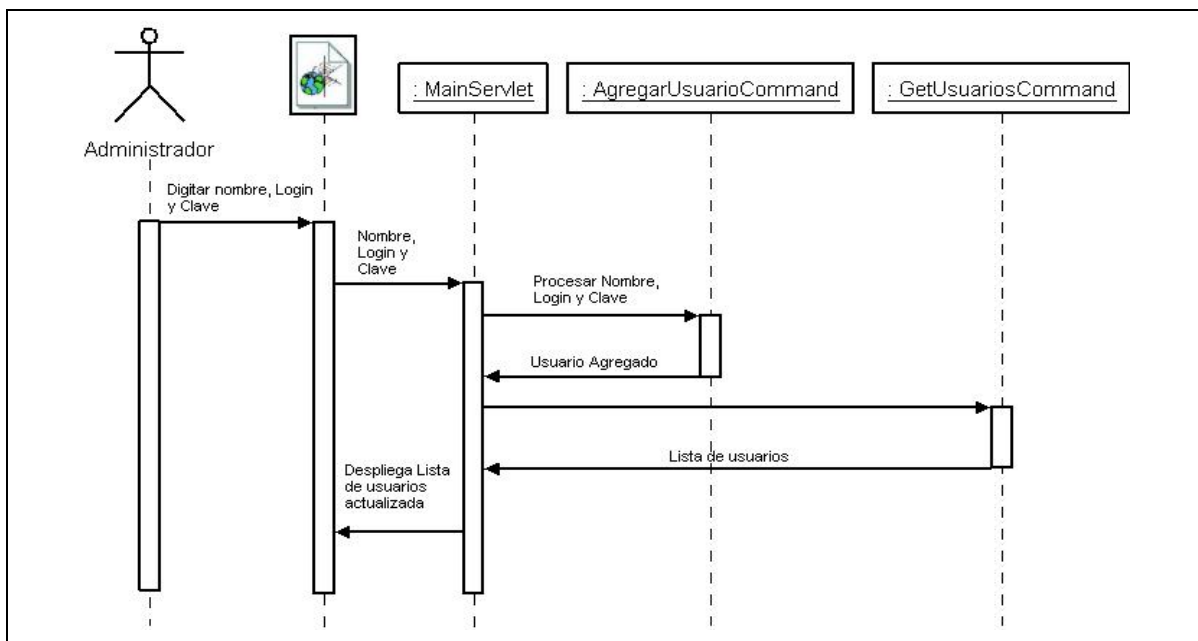 : MainServlet
: AgregarUsuarioCommand
: GetUsuariosCommand
Administrador
Digitar nombre, Login
y Clave
Nombre,
Login y
Clave
Procesar Nombre,
Login y Clave
Usuario Agregado
Lista de usuarios
Despliega Lista
de usuarios
actualizada